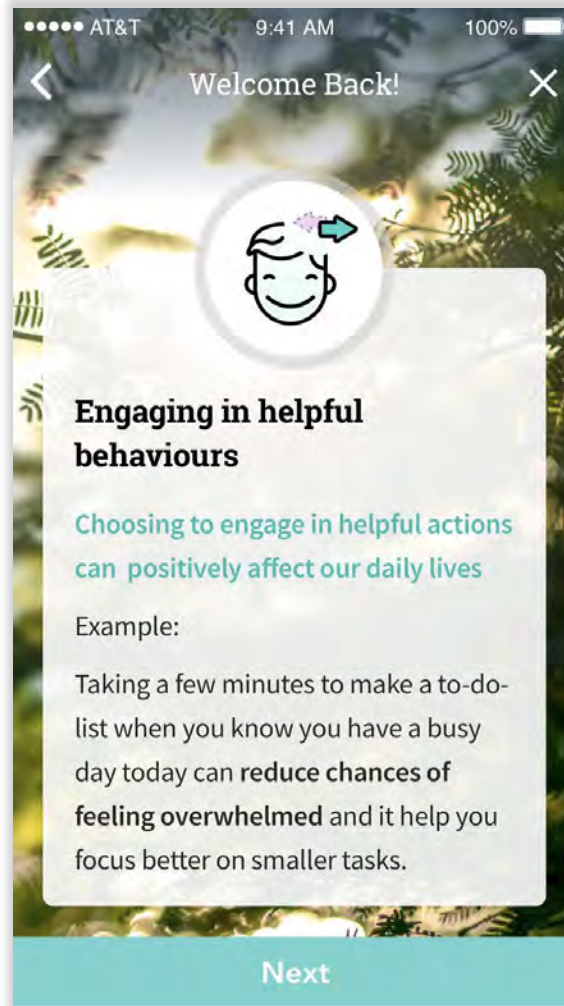 AT&T 9:41 AM 100%
Welcome Back!
Engaging in helpful
behaviours
Choosing to engage in helpful actions
can positively affect our daily lives
Example:
Taking a few minutes to make a to-do-
list when you know you have a busy
day today can reduce chances of
feeling overwhelmed and it help you
focus better on smaller tasks.
Next